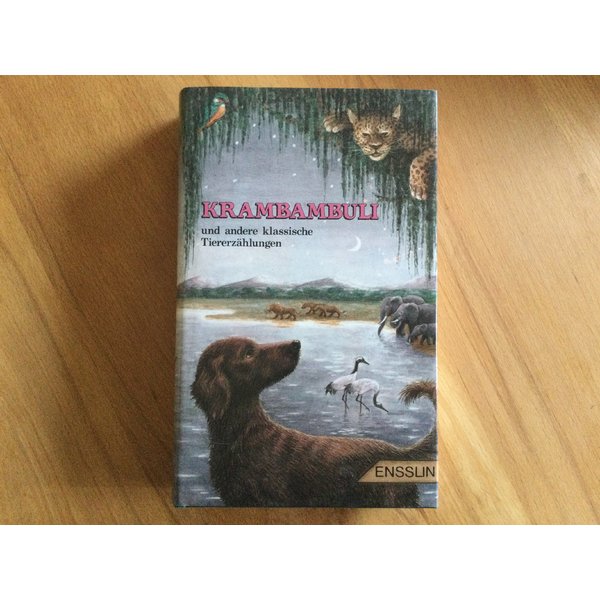 KRAMBAMBULI
und andere klassische
Tiererzählungen
ENSSLIN